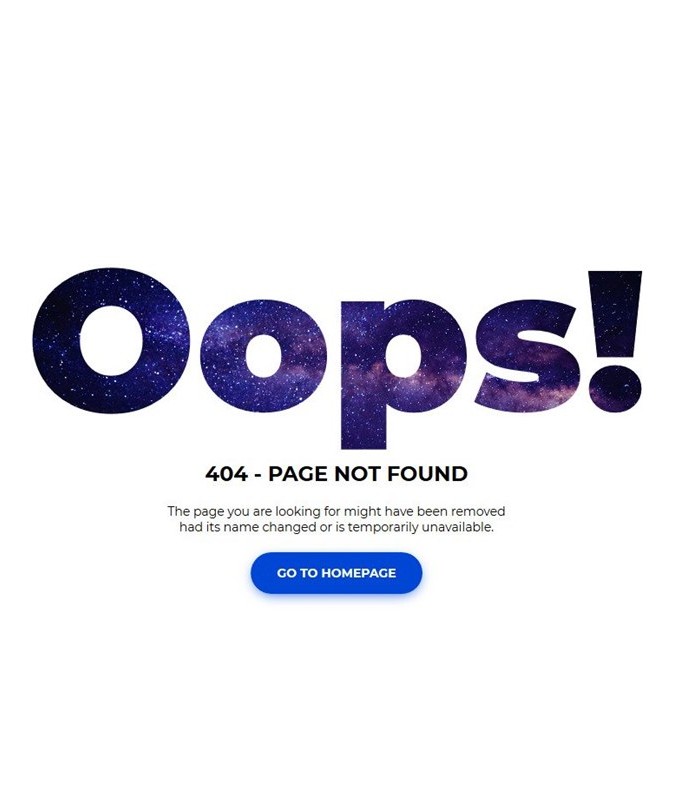 Oops!
404 - PAGE NOT FOUND
The page you are looking for might have been removed
had its name changed or is temporarily unavailable.
GO TO HOMEPAGE